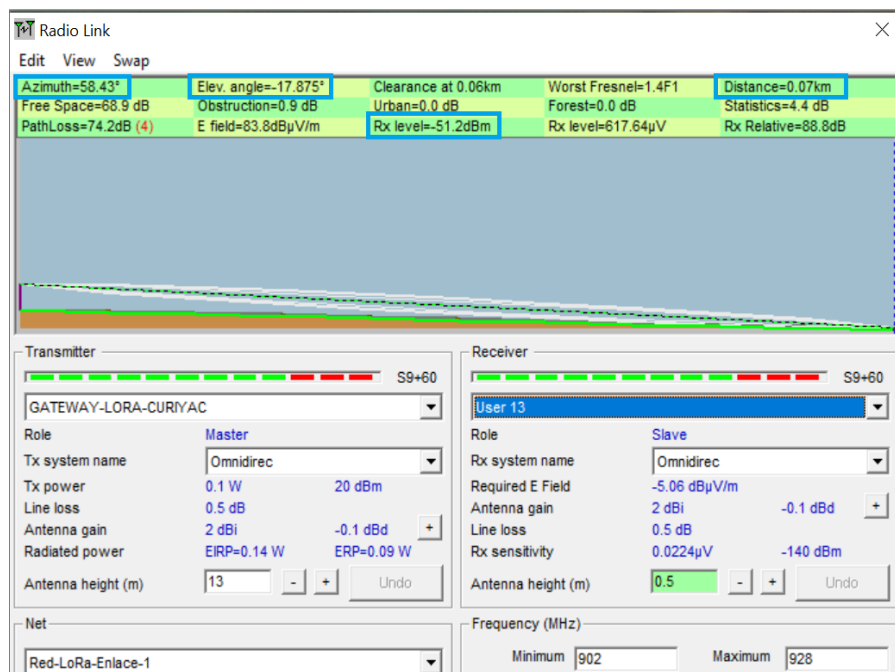 Radio Link
Edit View Swap
Azimuth=58.43° Elev. angle=-17.875° Clearance at 0.06km Worst Fresnel=1.4F1 Distance=0.07km
Free Space=68.9 dB Obstruction=0.9 dB Urban=0.0 dB Forest=0.0 dB Statistics=4.4 dB
PathLoss=74.2dB (4) E field=83.8dBµV/m Rx level=-51.2dBm Rx level=617.64µV Rx Relative=88.8dB
Transmitter
S9+60
GATEWAY-LORA-CURIYAC
Role Master
Tx system name Omnidirec
Tx power 0.1 W 20 dBm
Line loss 0.5 dB
Antenna gain 2 dBi -0.1 dBd +
Radiated power EIRP=0.14 W ERP=0.09 W
Antenna height (m) 13 - + Undo
Receiver
S9+60
User 13
Role Slave
Rx system name Omnidirec
Required E Field -5.06 dBµV/m
Antenna gain 2 dBi -0.1 dBd +
Line loss 0.5 dB
Rx sensitivity 0.0224µV -140 dBm
Antenna height (m) 0.5 - + Undo
Net
Red-LoRa-Enlace-1
Frequency (MHz)
Minimum 902 Maximum 928